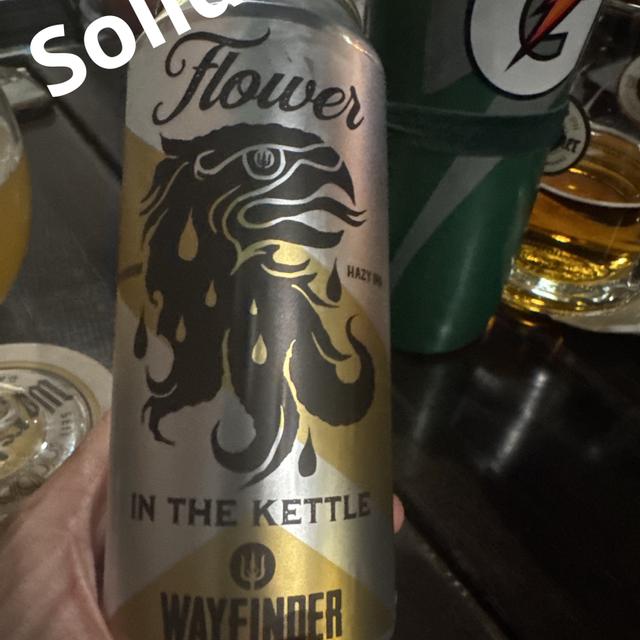 Flower
HAZY IPA
IN THE KETTLE
WAYFINDER